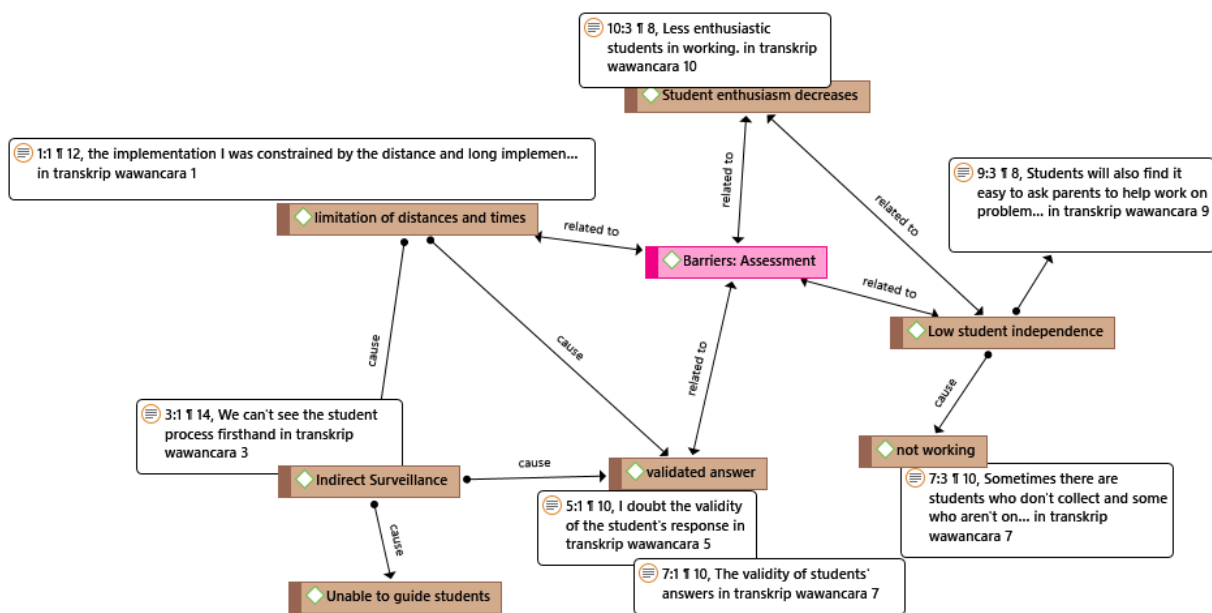 10:3 ¶ 8, Less enthusiastic
students in working. in transkrip
wawancara 10
Student enthusiasm decreases
1:1 ¶ 12, the implementation I was constrained by the distance and long implemen...
in transkrip wawancara 1
9:3 ¶ 8, Students will also find it
easy to ask parents to help work on
problem... in transkrip wawancara 9
limitation of distances and times
related to
related to
related to
Barriers: Assessment
related to
Low student independence
cause
cause
related to
cause
3:1 ¶ 14, We can't see the student
process firsthand in transkrip
wawancara 3
Indirect Surveillance
cause
validated answer
not working
7:3 ¶ 10, Sometimes there are
students who don't collect and some
who aren't on... in transkrip
wawancara 7
5:1 ¶ 10, I doubt the validity
of the student's response in
transkrip wawancara 5
cause
7:1 ¶ 10, The validity of students'
answers in transkrip wawancara 7
Unable to guide students